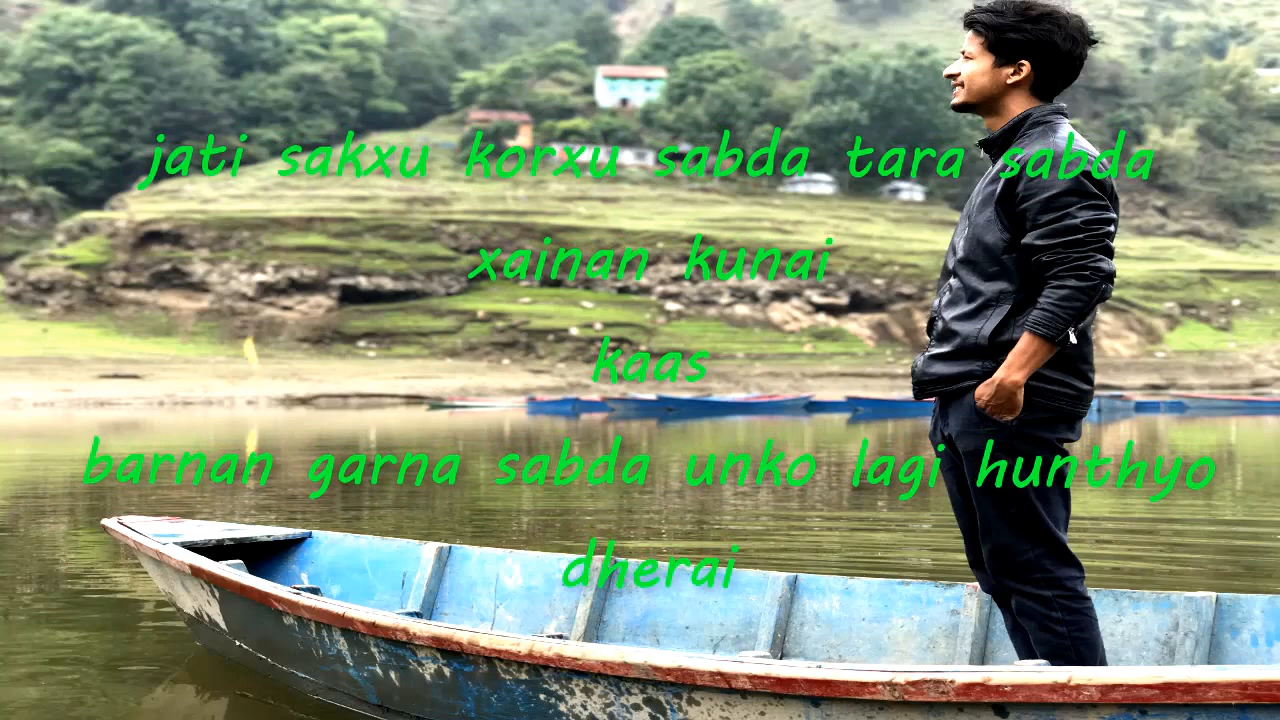 jati sakxu korxu sabda tara sabda
xainan kunai
kaas
barnan garna sabda unko lagi hunthyo
dherai